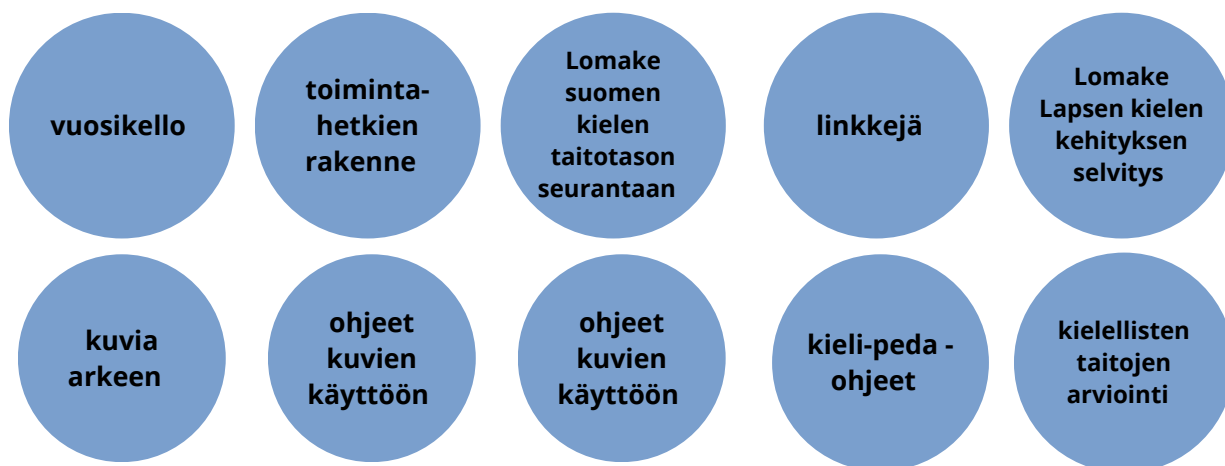 vuosikello
toiminta-
hetkien
rakenne
Lomake
suomen
kielen
taitotason
seurantaan
linkkejä
Lomake
Lapsen kielen
kehityksen
selvitys
kuvia
arkeen
ohjeet
kuvien
käyttöön
ohjeet
kuvien
käyttöön
kieli-peda -
ohjeet
kielellisten
taitojen
arviointi